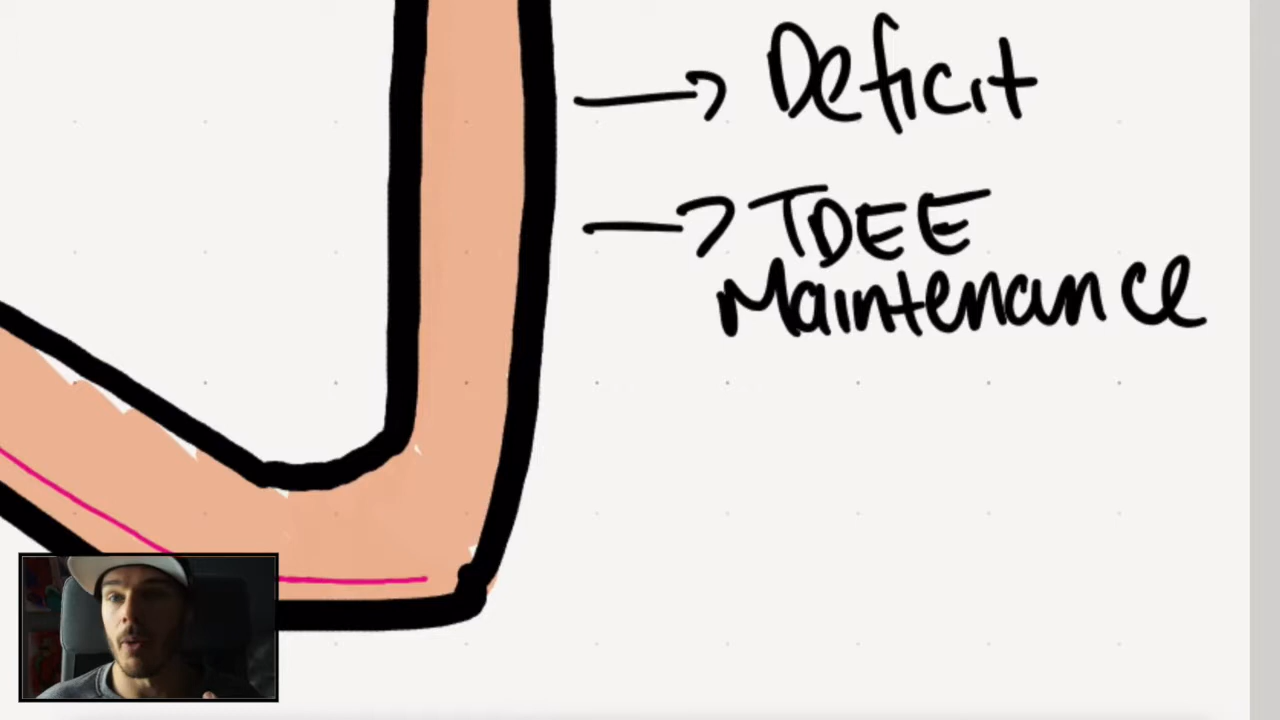 → Deficit
→ TDEE
Maintenance